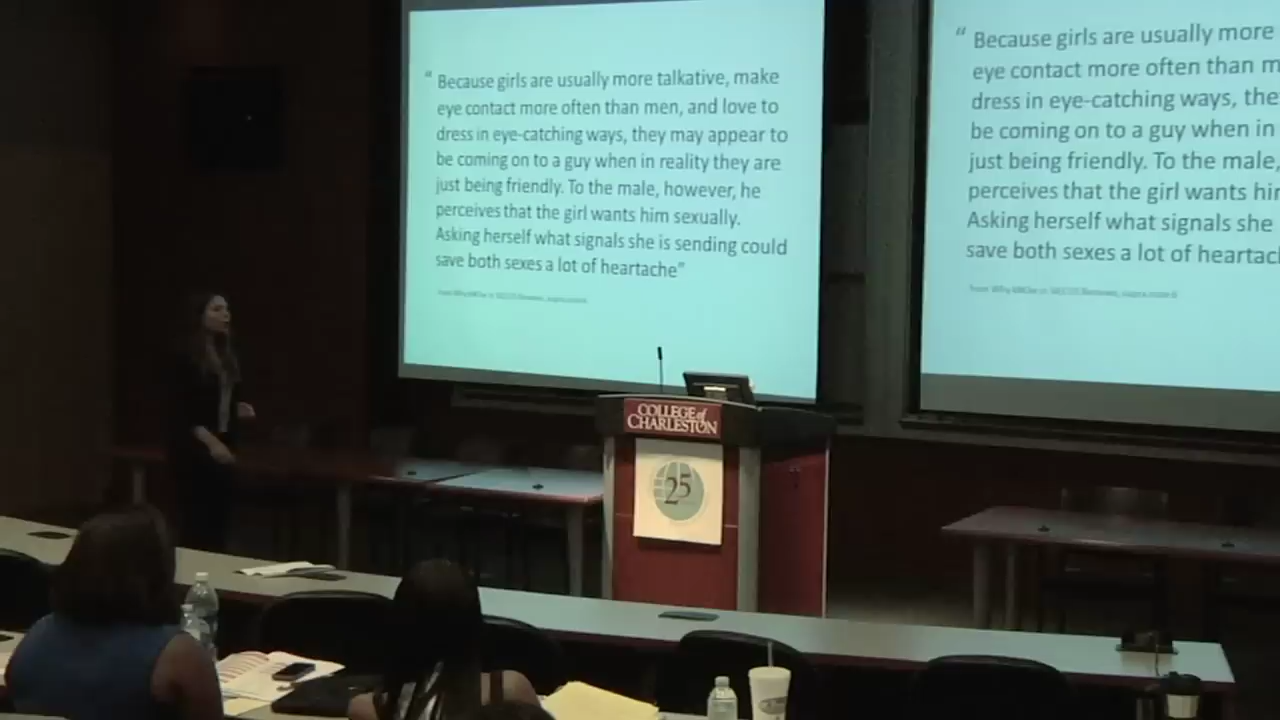 “ Because girls are usually more talkative, make
eye contact more often than men, and love to
dress in eye-catching ways, they may appear to
be coming on to a guy when in reality they are
just being friendly. To the male, however, he
perceives that the girl wants him sexually.
Asking herself what signals she is sending could
save both sexes a lot of heartache”
“ Because girls are usually more
eye contact more often than m
dress in eye-catching ways, the
be coming on to a guy when in
just being friendly. To the male,
perceives that the girl wants hi
Asking herself what signals she
save both sexes a lot of heartac
COLLEGE of
CHARLESTON
25